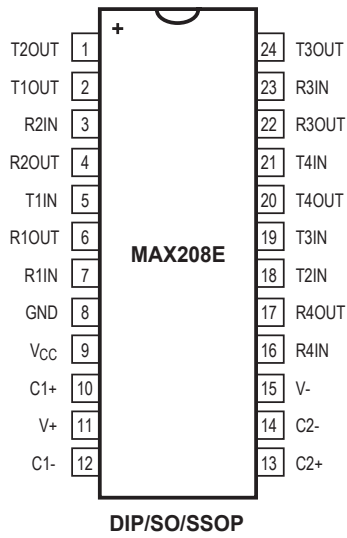 +
T2OUT 1 24 T3OUT
T1OUT 2 23 R3IN
R2IN 3 22 R3OUT
R2OUT 4 21 T4IN
T1IN 5 20 T4OUT
R1OUT 6 19 T3IN
MAX208E
R1IN 7 18 T2IN
GND 8 17 R4OUT
VCC 9 16 R4IN
C1+ 10 15 V-
V+ 11 14 C2-
C1- 12 13 C2+
DIP/SO/SSOP